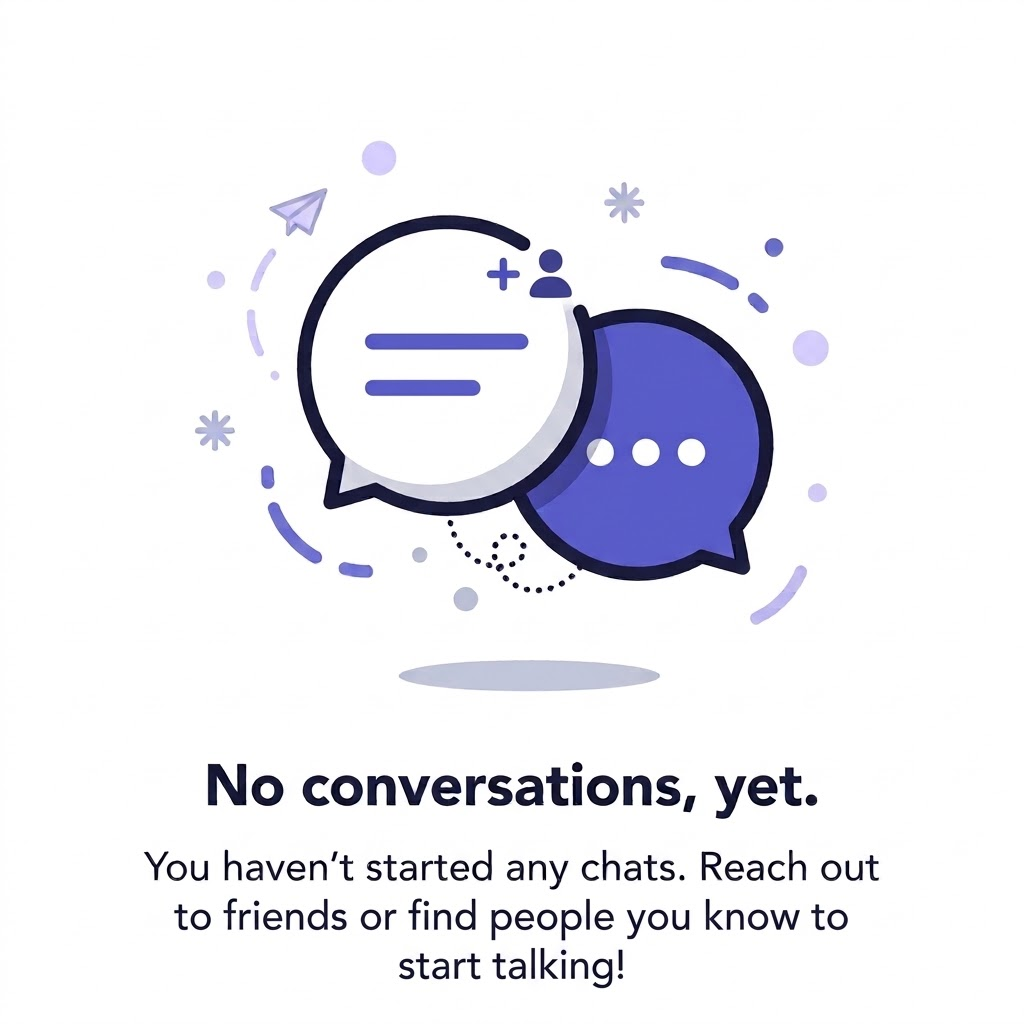 No conversations, yet.
You haven’t started any chats. Reach out
to friends or find people you know to
start talking!